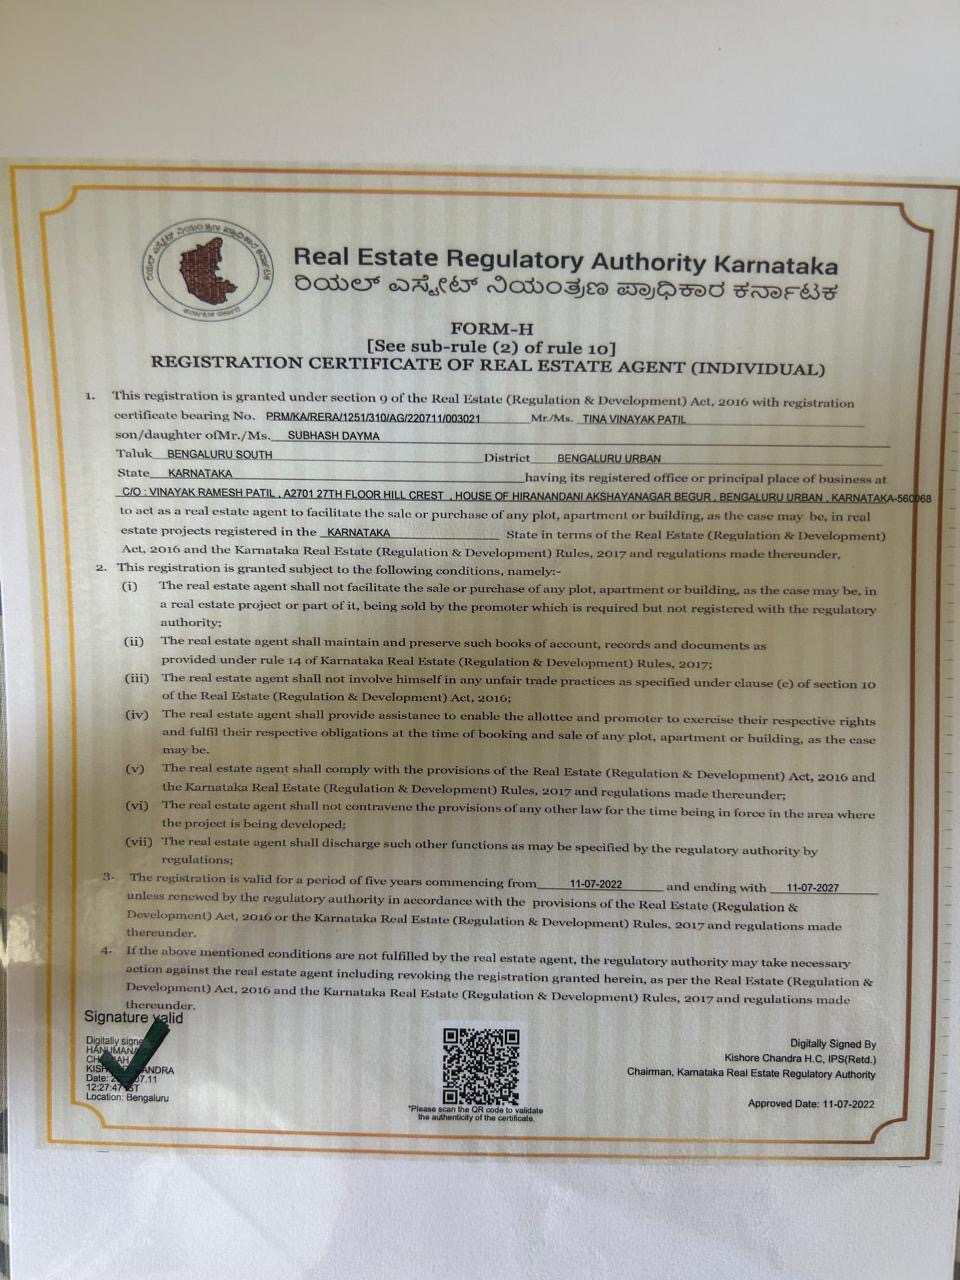 ರಿಯಲ್ ಎಸ್ಟೇಟ್ ನಿಯಂತ್ರಣ ಪ್ರಾಧಿಕಾರ ಕರ್ನಾಟಕ
Real Estate Regulatory Authority Karnataka
ರಿಯಲ್ ಎಸ್ಟೇಟ್ ನಿಯಂತ್ರಣ ಪ್ರಾಧಿಕಾರ ಕರ್ನಾಟಕ
FORM-H
[See sub-rule (2) of rule 10]
REGISTRATION CERTIFICATE OF REAL ESTATE AGENT (INDIVIDUAL)
1. This registration is granted under section 9 of the Real Estate (Regulation & Development) Act, 2016 with registration
certificate bearing No. PRM/KA/RERA/1251/310/AG/220711/003021 Mr./Ms. TINA VINAYAK PATIL
son/daughter ofMr./Ms. SUBHASH DAYMA
Taluk BENGALURU SOUTH District BENGALURU URBAN
State KARNATAKA having its registered office or principal place of business at
C/O : VINAYAK RAMESH PATIL , A2701 27TH FLOOR HILL CREST , HOUSE OF HIRANANDANI AKSHAYANAGAR BEGUR , BENGALURU URBAN , KARNATAKA-560068
to act as a real estate agent to facilitate the sale or purchase of any plot, apartment or building, as the case may be, in real
estate projects registered in the KARNATAKA State in terms of the Real Estate (Regulation & Development)
Act, 2016 and the Karnataka Real Estate (Regulation & Development) Rules, 2017 and regulations made thereunder.
2. This registration is granted subject to the following conditions, namely:-
(i) The real estate agent shall not facilitate the sale or purchase of any plot, apartment or building, as the case may be, in
a real estate project or part of it, being sold by the promoter which is required but not registered with the regulatory
authority;
(ii) The real estate agent shall maintain and preserve such books of account, records and documents as
provided under rule 14 of Karnataka Real Estate (Regulation & Development) Rules, 2017;
(iii) The real estate agent shall not involve himself in any unfair trade practices as specified under clause (c) of section 10
of the Real Estate (Regulation & Development) Act, 2016;
(iv) The real estate agent shall provide assistance to enable the allottee and promoter to exercise their respective rights
and fulfil their respective obligations at the time of booking and sale of any plot, apartment or building, as the case
may be.
(v) The real estate agent shall comply with the provisions of the Real Estate (Regulation & Development) Act, 2016 and
the Karnataka Real Estate (Regulation & Development) Rules, 2017 and regulations made thereunder;
(vi) The real estate agent shall not contravene the provisions of any other law for the time being in force in the area where
the project is being developed;
(vii) The real estate agent shall discharge such other functions as may be specified by the regulatory authority by
regulations;
3. The registration is valid for a period of five years commencing from 11-07-2022 and ending with 11-07-2027
unless renewed by the regulatory authority in accordance with the provisions of the Real Estate (Regulation &
Development) Act, 2016 or the Karnataka Real Estate (Regulation & Development) Rules, 2017 and regulations made
thereunder.
4. If the above mentioned conditions are not fulfilled by the real estate agent, the regulatory authority may take necessary
action against the real estate agent including revoking the registration granted herein, as per the Real Estate (Regulation &
Development) Act, 2016 and the Karnataka Real Estate (Regulation & Development) Rules, 2017 and regulations made
thereunder.
Signature valid
Digitally
12:27:47
Location: Bengaluru
*Please scan the QR code to validate
the authenticity of the certificate.
Digitally Signed By
Kishore Chandra H.C, IPS(Retd.)
Chairman, Karnataka Real Estate Regulatory Authority
Approved Date: 11-07-2022